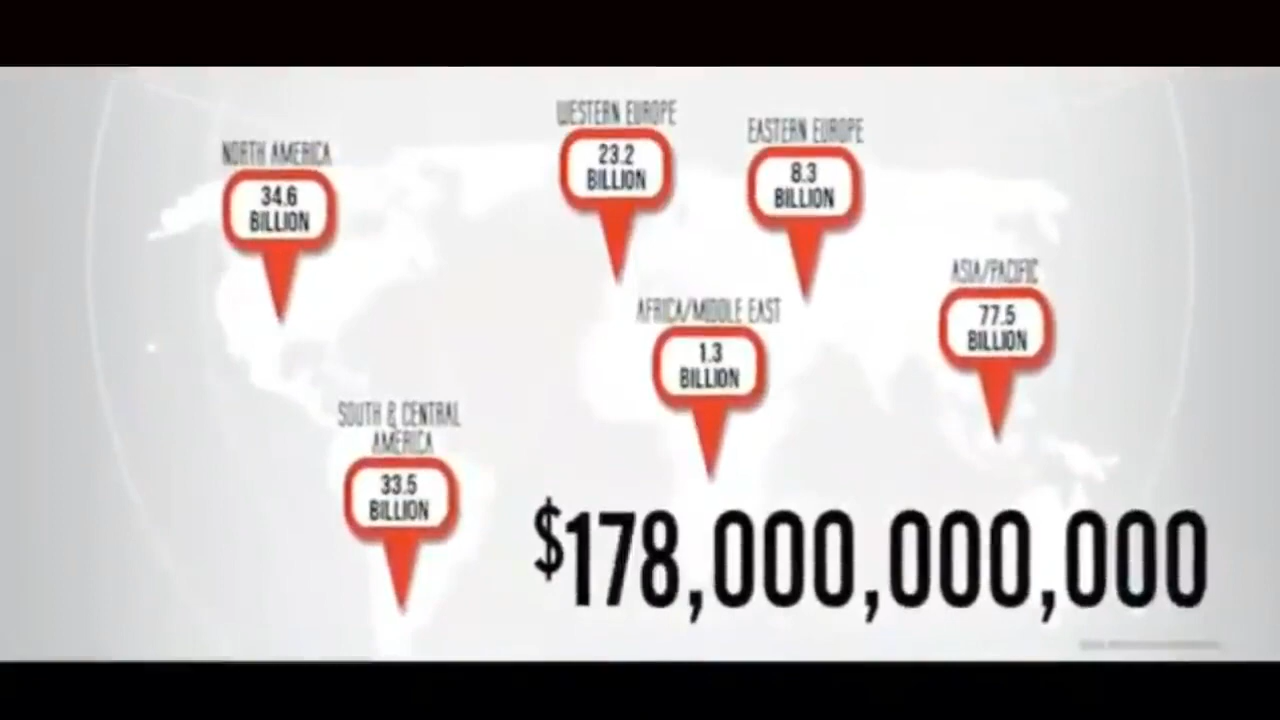 WESTERN EUROPE
23.2
BILLION
EASTERN EUROPE
8.3
BILLION
NORTH AMERICA
34.6
BILLION
ASIA/PACIFIC
77.5
BILLION
AFRICA/MIDDLE EAST
1.3
BILLION
SOUTH & CENTRAL
AMERICA
33.5
BILLION
$178,000,000,000